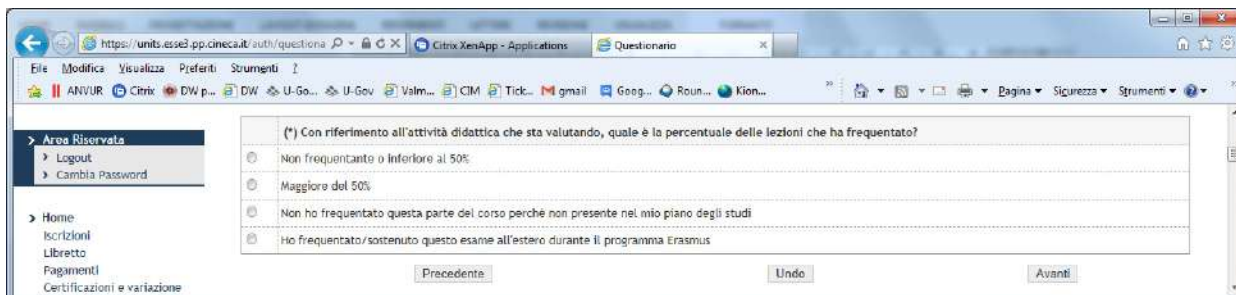 https://units.esse3.pp.cineca.it/auth/questiona
Citrix XenApp - Applications
Questionario
File Modifica Visualizza Preferiti Strumenti ?
ANVUR Citrix DW p... DW U-Go... U-Gov Valm... CIM Tick... gmail Goog... Roun... Kion... » Pagina Sicurezza Strumenti »
Area Riservata
Logout
Cambia Password
Home
Iscrizioni
Libretto
Pagamenti
Certificazioni e variazione
(*) Con riferimento all'attività didattica che sta valutando, quale è la percentuale delle lezioni che ha frequentato?
Non frequentante o inferiore al 50%
Maggiore del 50%
Non ho frequentato questa parte del corso perchè non presente nel mio piano degli studi
Ho frequentato/sostenuto questo esame all'estero durante il programma Erasmus
Precedente Undo Avanti